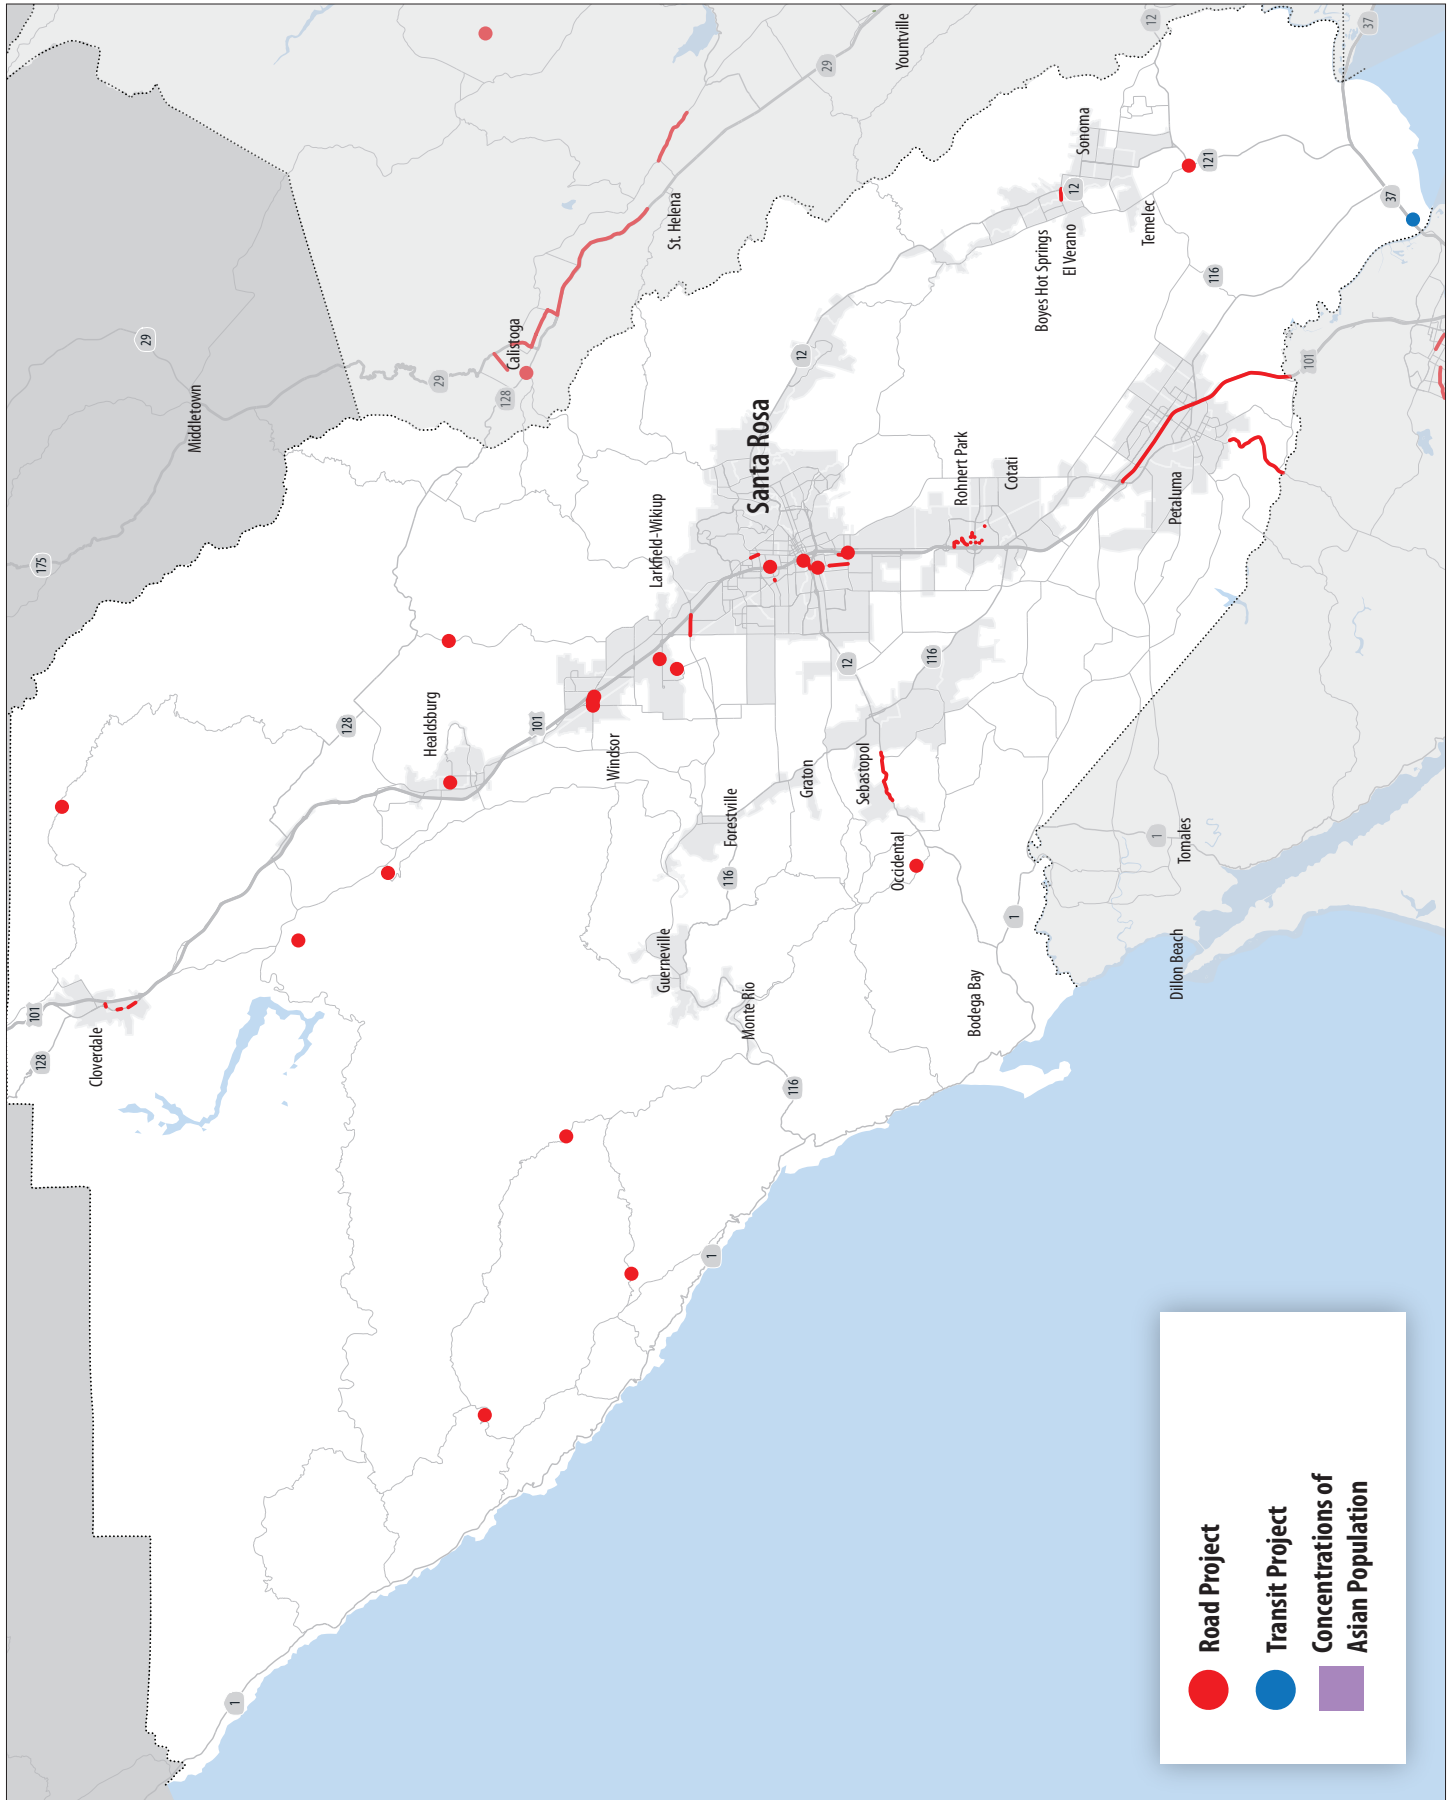 128
101
175
Cloverdale
29
Middletown
1
128
Healdsburg
29
128
Calistoga
101
Windsor
Larkfield-Wikiup
Guerneville
St. Helena
1
116
Forestville
Monte Rio
Santa Rosa
116
12
Graton
29
12
Sebastopol
Occidental
Yountville
116
Rohnert Park
Bodega Bay
1
Cotati
Boyes Hot Springs
El Verano
12
Sonoma
Temelec
12
1
Petaluma
Dillon Beach
Tomales
121
116
101
37
37
Road Project
Transit Project
Concentrations of
Asian Population